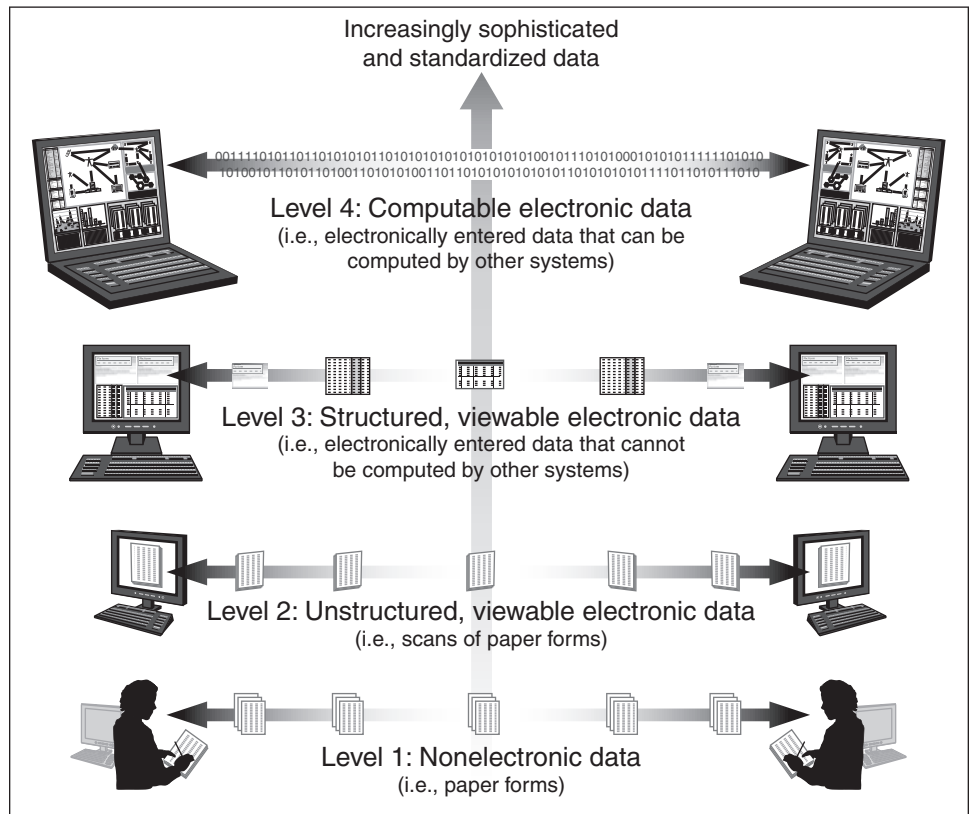 Increasingly sophisticated
and standardized data
Level 4: Computable electronic data
(i.e., electronically entered data that can be
computed by other systems)
Level 3: Structured, viewable electronic data
(i.e., electronically entered data that cannot
be computed by other systems)
Level 2: Unstructured, viewable electronic data
(i.e., scans of paper forms)
Level 1: Nonelectronic data
(i.e., paper forms)